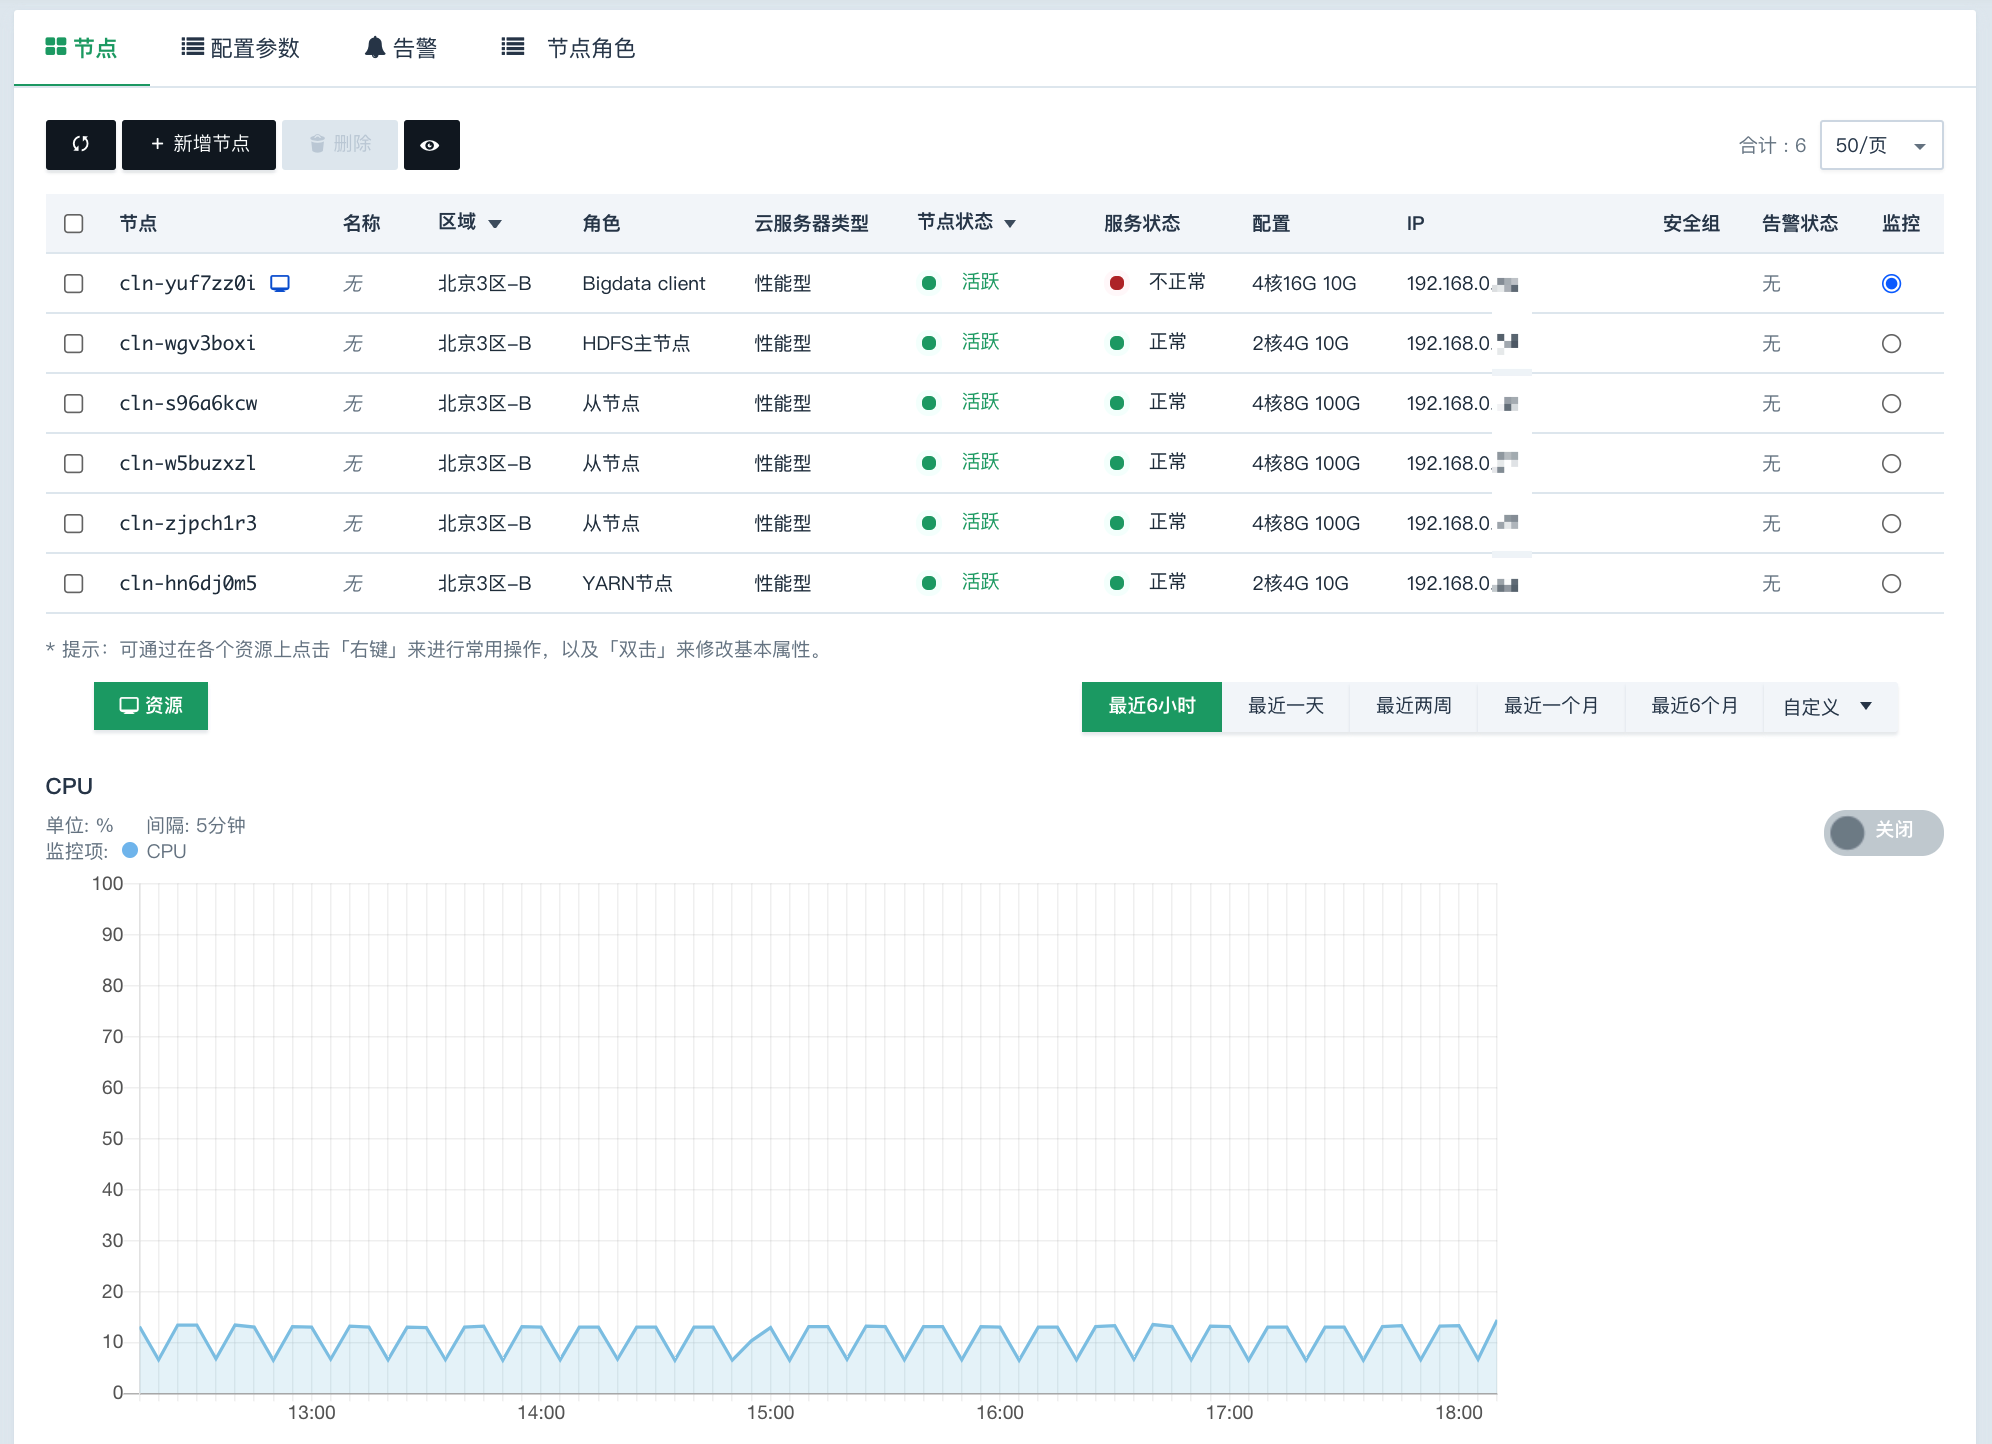 节点 配置参数 告警 节点角色
+ 新增节点 删除 合计：6 50/页
节点 名称 区域 角色 云服务器类型 节点状态 服务状态 配置 IP 安全组 告警状态 监控
cln-yuf7zz0i 无 北京3区-B Bigdata client 性能型 活跃 不正常 4核16G 10G 192.168.0. 无
cln-wgv3boxi 无 北京3区-B HDFS主节点 性能型 活跃 正常 2核4G 10G 192.168.0. 无
cln-s96a6kcw 无 北京3区-B 从节点 性能型 活跃 正常 4核8G 100G 192.168.0. 无
cln-w5buzxzl 无 北京3区-B 从节点 性能型 活跃 正常 4核8G 100G 192.168.0. 无
cln-zjpch1r3 无 北京3区-B 从节点 性能型 活跃 正常 4核8G 100G 192.168.0. 无
cln-hn6dj0m5 无 北京3区-B YARN节点 性能型 活跃 正常 2核4G 10G 192.168.0. 无
* 提示：可通过在各个资源上点击「右键」来进行常用操作，以及「双击」来修改基本属性。
资源 最近6小时 最近一天 最近两周 最近一个月 最近6个月 自定义
CPU
单位: % 间隔: 5分钟
关闭
监控项: CPU
100
90
80
70
60
50
40
30
20
10
0
13:00 14:00 15:00 16:00 17:00 18:00